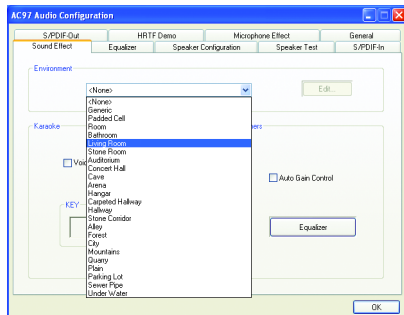 AC97 Audio Configuration
S/PDIF-Out HRTF Demo Microphone Effect General
Sound Effect Equalizer Speaker Configuration Speaker Test S/PDIF-In
Environment
<None>
Edit...
<None>
Generic
Padded Cell
Room
Bathroom
Living Room
Stone Room
Auditorium
Concert Hall
Cave
Arena
Hangar
Carpeted Hallway
Hallway
Stone Corridor
Alley
Forest
City
Mountains
Quarry
Plain
Parking Lot
Sewer Pipe
Under Water
Karaoke
Auto Gain Control
KEY
Equalizer
OK